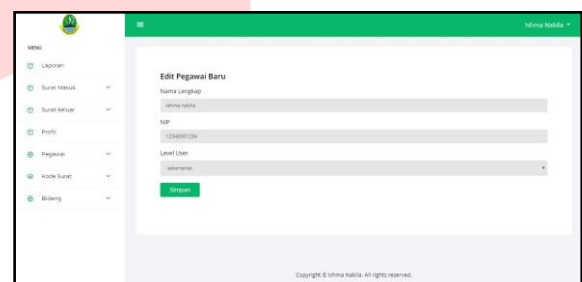 Ishma Nabila
MENU
Laporan
Surat Masuk
Surat Keluar
Profil
Pegawai
Kode Surat
Bidang
Edit Pegawai Baru
Nama Lengkap
ishma nabila
NIP
Level User
sekretariat
Simpan
Copyright © Ishma Nabila. All rights reserved.